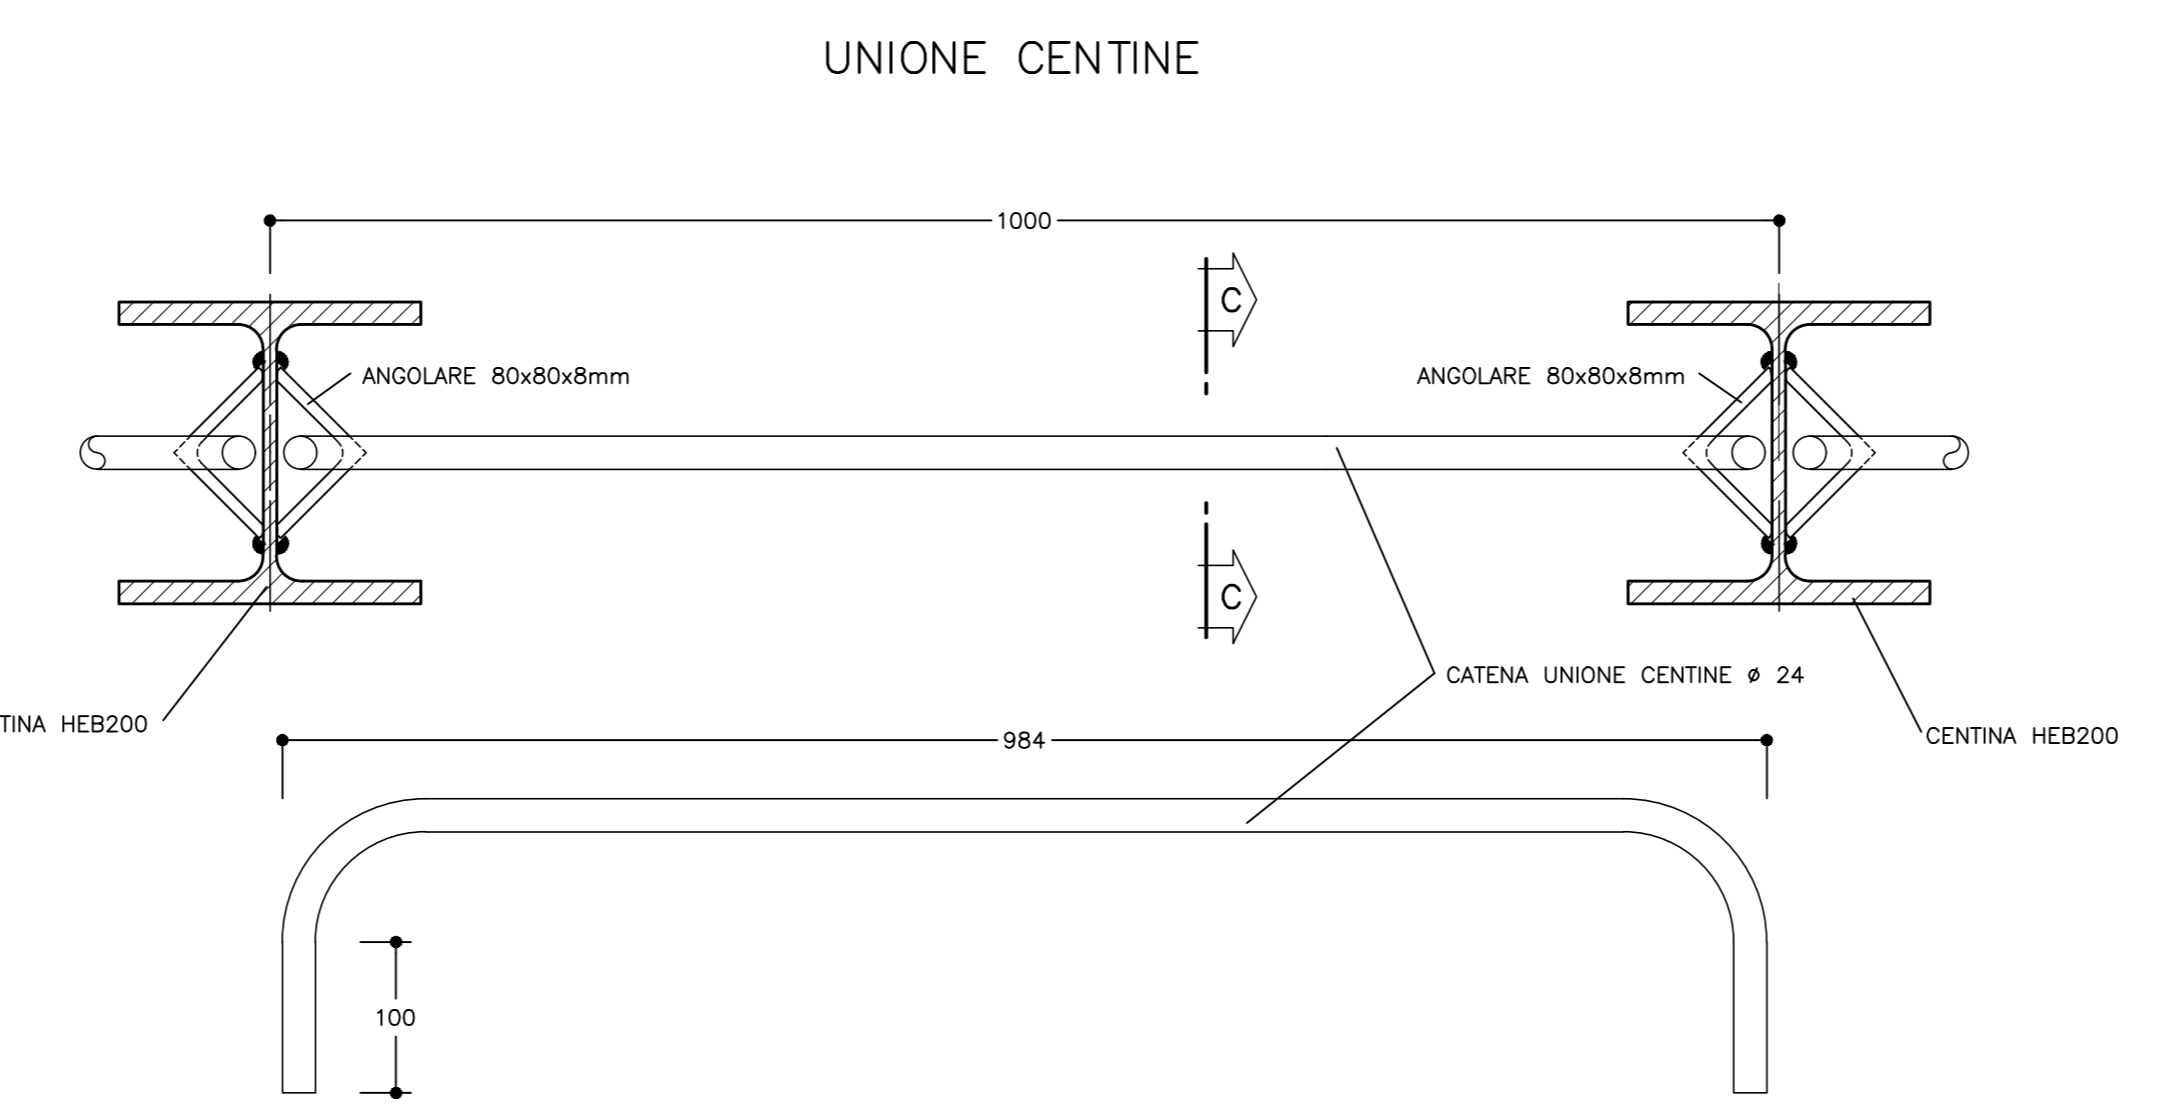 UNIONE CENTINE
1000
C
ANGOLARE 80x80x8mm
ANGOLARE 80x80x8mm
C
CATENA UNIONE CENTINE ø 24
TINA HEB200
984
CENTINA HEB200
100